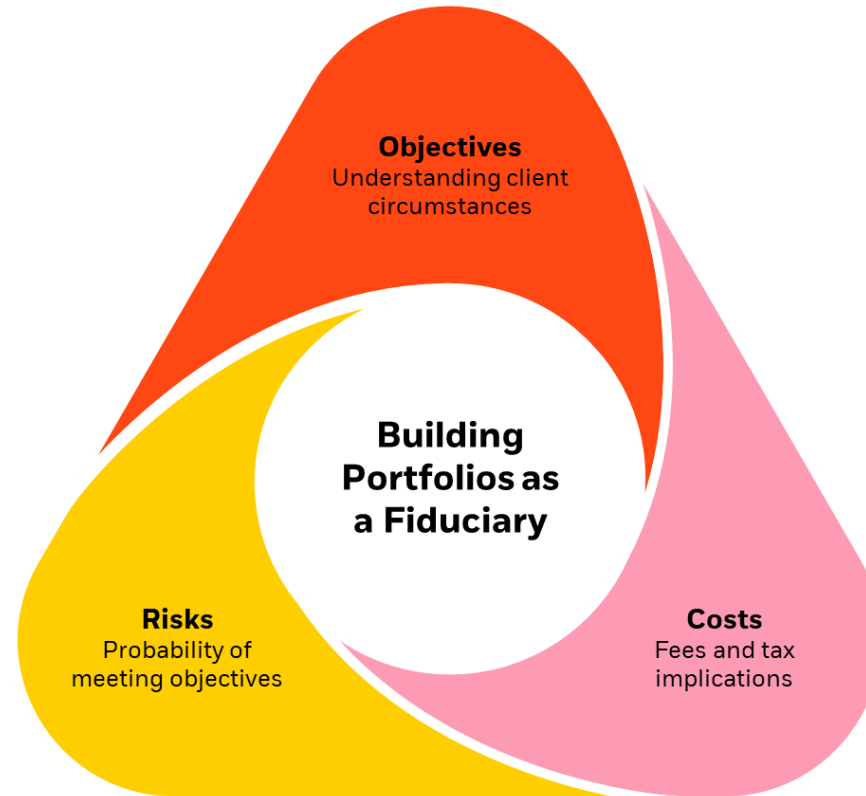 Objectives
Understanding client
circumstances
Building
Portfolios as
a Fiduciary
Risks
Probability of
meeting objectives
Costs
Fees and tax
implications